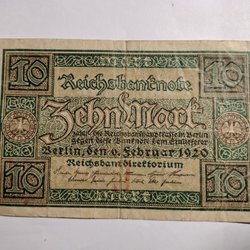 10 10
Reichsbanknote
Zehn Mark
zahlt die Reichsbankhauptkasse in Berlin
gegen diese Banknote dem Einlieferer
Berlin, den 6. Februar 1920
Reichsbankdirektorium
10 10